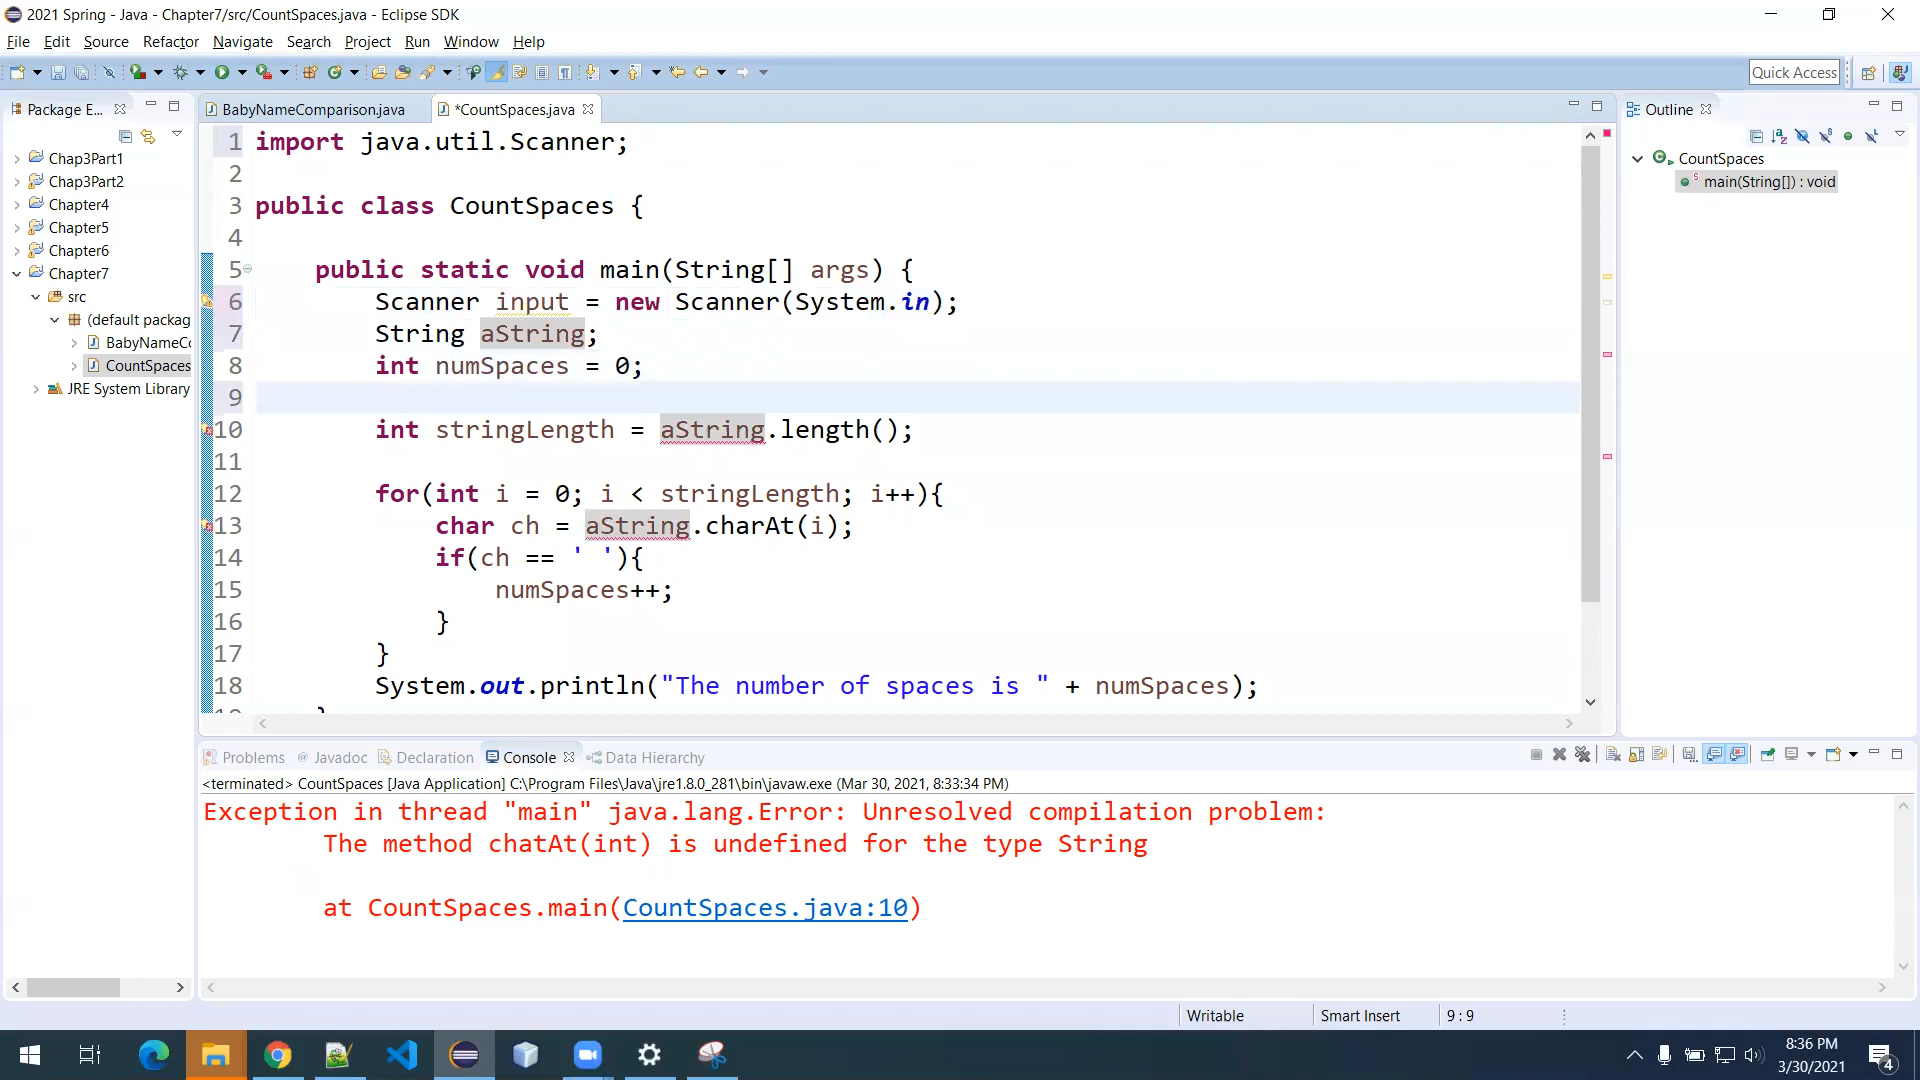 2021 Spring - Java - Chapter7/src/CountSpaces.java - Eclipse SDK
File Edit Source Refactor Navigate Search Project Run Window Help
Quick Access
Package E...
Chap3Part1
Chap3Part2
Chapter4
Chapter5
Chapter6
Chapter7
src
(default packag
BabyNameCo
CountSpaces
JRE System Library
BabyNameComparison.java
*CountSpaces.java
1 import java.util.Scanner;
2
3 public class CountSpaces {
4
5 public static void main(String[] args) {
6 Scanner input = new Scanner(System.in);
7 String aString;
8 int numSpaces = 0;
9
10 int stringLength = aString.length();
11
12 for(int i = 0; i < stringLength; i++){
13 char ch = aString.charAt(i);
14 if(ch == ' '){
15 numSpaces++;
16 }
17 }
18 System.out.println("The number of spaces is " + numSpaces);
Outline
CountSpaces
main(String[]) : void
Problems @ Javadoc Declaration Console Data Hierarchy
<terminated> CountSpaces [Java Application] C:\Program Files\Java\jre1.8.0_281\bin\javaw.exe (Mar 30, 2021, 8:33:34 PM)
Exception in thread "main" java.lang.Error: Unresolved compilation problem:
The method chatAt(int) is undefined for the type String
at CountSpaces.main(CountSpaces.java:10)
Writable Smart Insert 9 : 9
8:36 PM
3/30/2021
4